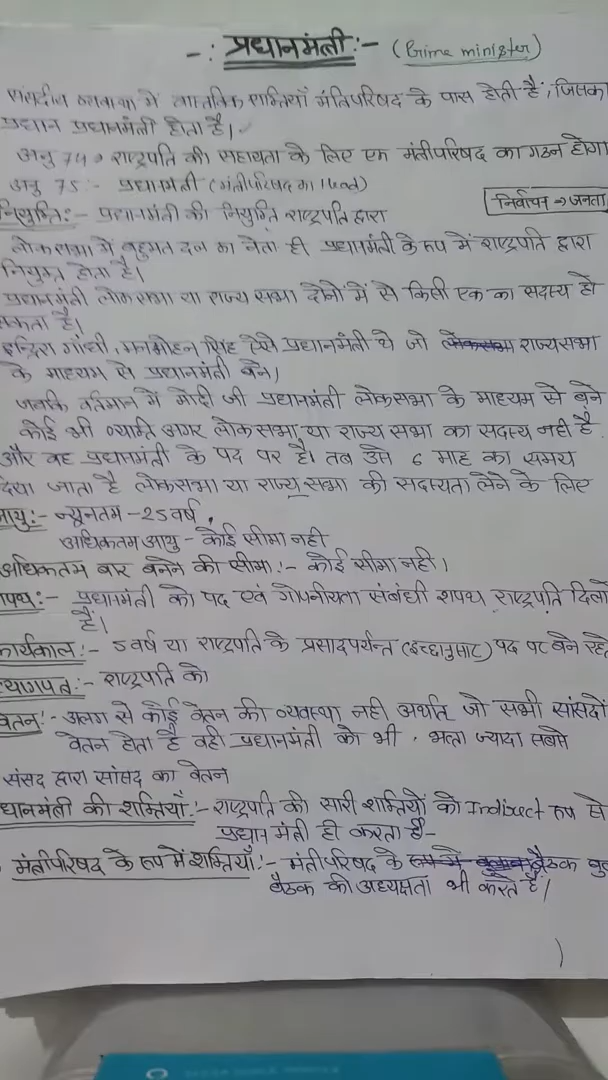 -: प्रधानमंत्री :- (Prime minister)
संसदीय व्यवस्था में वास्तविक शक्तियाँ मंत्रिपरिषद के पास होती हैं, जिसका
प्रधान प्रधानमंत्री होता है।
अनु 74 ० राष्ट्रपति की सहायता के लिए एक मंत्रीपरिषद का गठन होगा
अनु 75 :- प्रधानमंत्री (मंत्रीपरिषद का Head)
नियुक्ति:- प्रधानमंत्री की नियुक्ति राष्ट्रपति द्वारा
निर्वाचन ⇒ जनता
लोकसभा में बहुमत दल का नेता ही प्रधानमंत्री के रूप में राष्ट्रपति द्वारा
नियुक्त होता है।
प्रधानमंत्री लोकसभा या राज्य सभा दोनों में से किसी एक का सदस्य हो
सकता है।
इन्दिरा गांधी, मनमोहन सिंह ऐसे प्रधानमंत्री थे जो राज्यसभा
के माध्यम से प्रधानमंत्री बने।
जबकि वर्तमान में मोदी जी प्रधानमंत्री लोकसभा के माध्यम से बने
कोई भी व्यक्ति अगर लोकसभा या राज्य सभा का सदस्य नहीं है
और वह प्रधानमंत्री के पद पर है। तब उसे 6 माह का समय
दिया जाता है लोकसभा या राज्य सभा की सदस्यता लेने के लिए
आयु:- न्यूनतम - 25 वर्ष,
अधिकतम आयु - कोई सीमा नही
अधिकतम बार बनने की सीमा:- कोई सीमा नही।
शपथ:- प्रधानमंत्री को पद एवं गोपनीयता संबंधी शपथ राष्ट्रपति दिलाते
हैं।
कार्यकाल:- 5 वर्ष या राष्ट्रपति के प्रसादपर्यन्त (इच्छानुसार) पद पर बने रहते
त्यागपत्र:- राष्ट्रपति को
वेतन:- अलग से कोई वेतन की व्यवस्था नही अर्थात् जो सभी सांसदों
वेतन होता है वही प्रधानमंत्री को भी, भत्ता ज्यादा सबसे
संसद द्वारा सांसद का वेतन
प्रधानमंत्री की शक्तियाँ:- राष्ट्रपति की सारी शक्तियों को Indirect रूप से
प्रधान मंत्री ही करता है-
मंत्रीपरिषद के रूप में शक्तियाँ:- मंत्रीपरिषद के बैठक
बैठक की अध्यक्षता भी करते हैं।